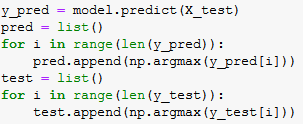 y_pred = model.predict(X_test)
pred = list()
for i in range(len(y_pred)):
    pred.append(np.argmax(y_pred[i]))
test = list()
for i in range(len(y_test)):
    test.append(np.argmax(y_test[i]))